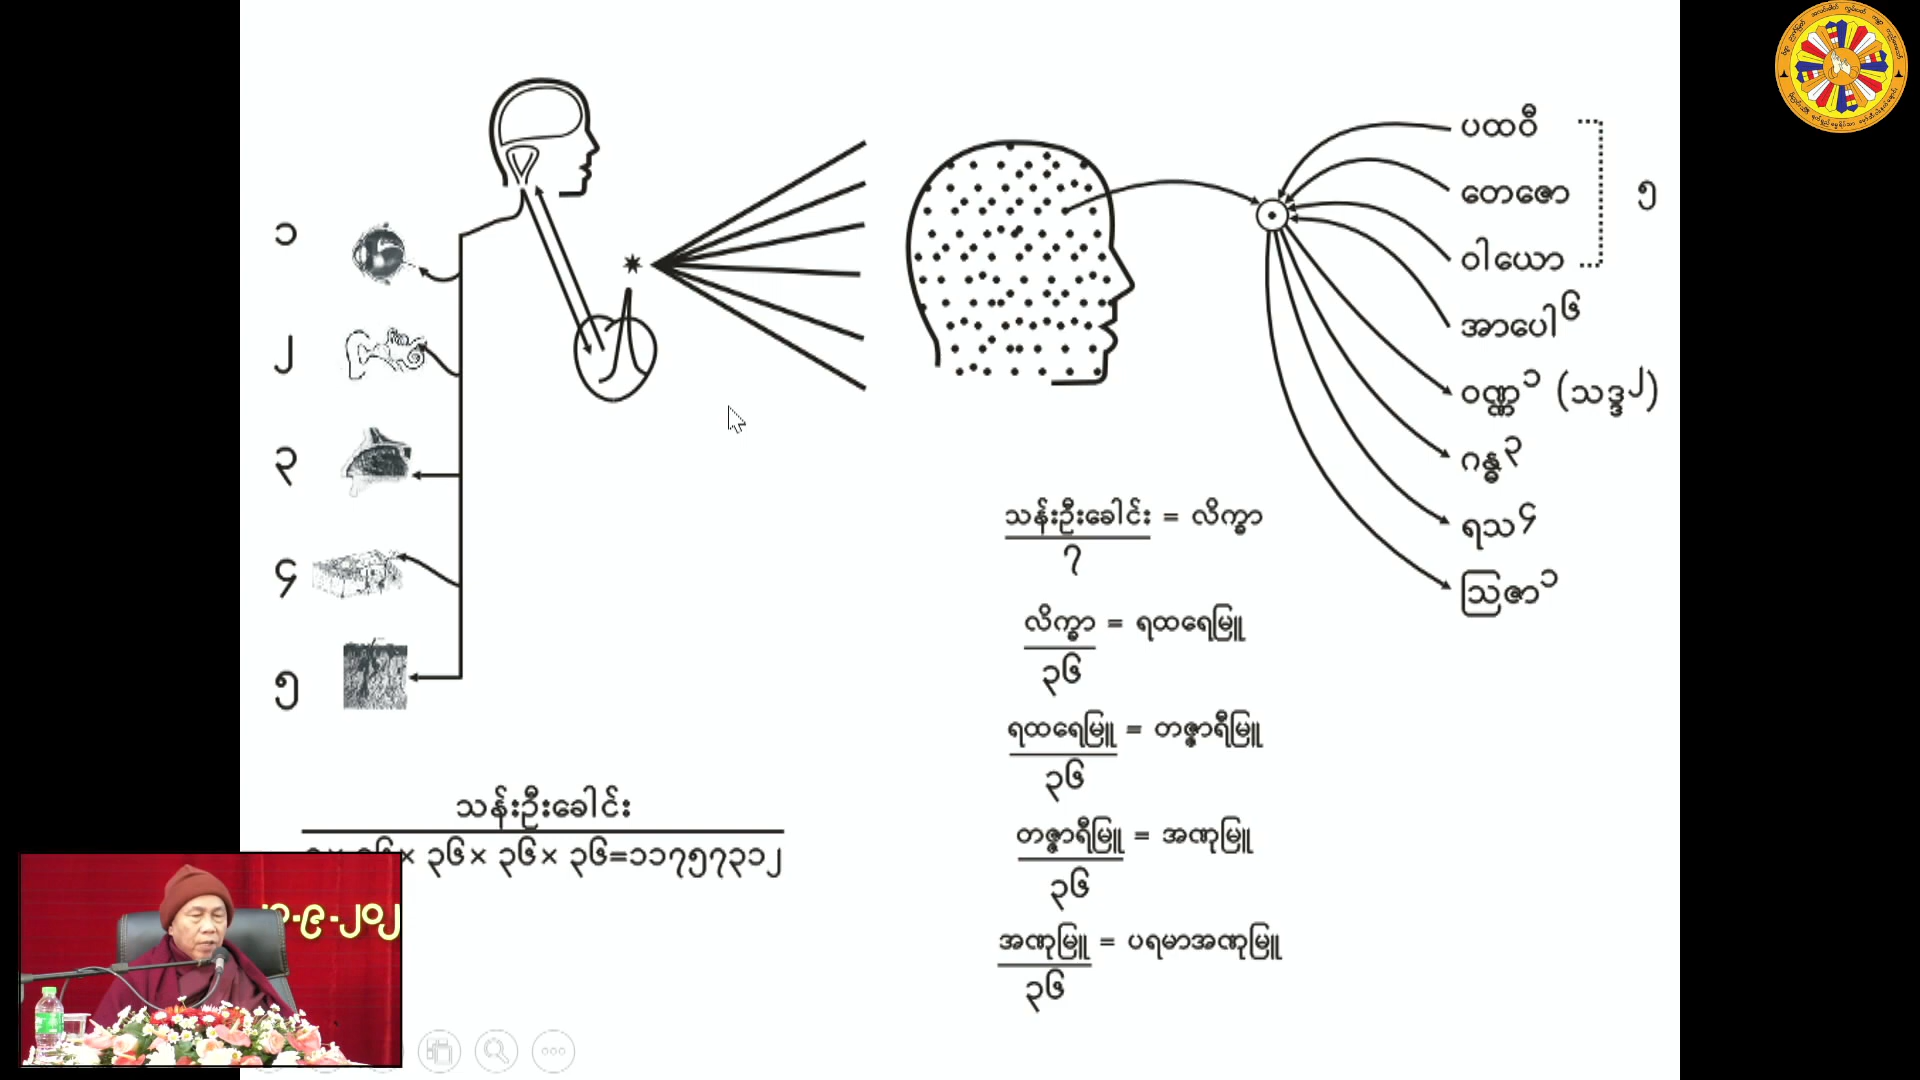 ၁
၂
၃
၄
၅
ပထဝီ
တေဇော
ဝါယော
၅
အာပေါ၆
ဝဏ္ဏ၁ (သဒ္ဒ၂)
ဂန္ဓ၃
ရသ၄
ဩဇာ၁
သန်းဦးခေါင်း = လိက္ခာ
၇
လိက္ခာ = ရထရေမြူ
၃၆
ရထရေမြူ = တဇ္ဇာရီမြူ
၃၆
တဇ္ဇာရီမြူ = အဏုမြူ
၃၆
အဏုမြူ = ပရမာအဏုမြူ
၃၆
သန်းဦးခေါင်း
× ၃၆× ၃၆× ၃၆=၁၁၇၅၇၃၁၂
-၉-၂၀၂